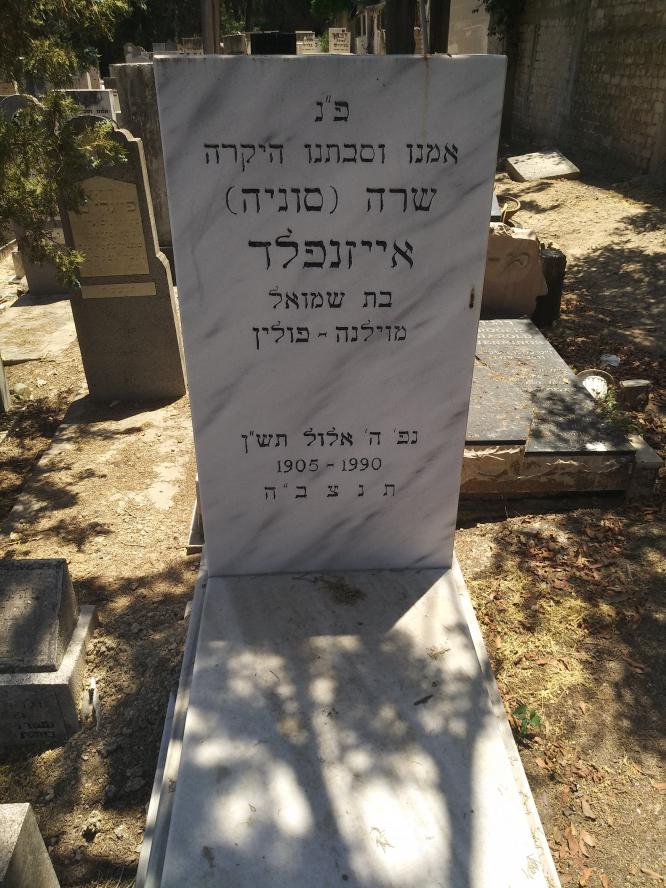 פ"נ
אמנו וסבתנו היקרה
שרה (סוניה)
אייזנפלד
בת שמואל
מוילנה - פולין
נפ' ה' אלול תש"ן
1905 - 1990
ת נ צ ב "ה